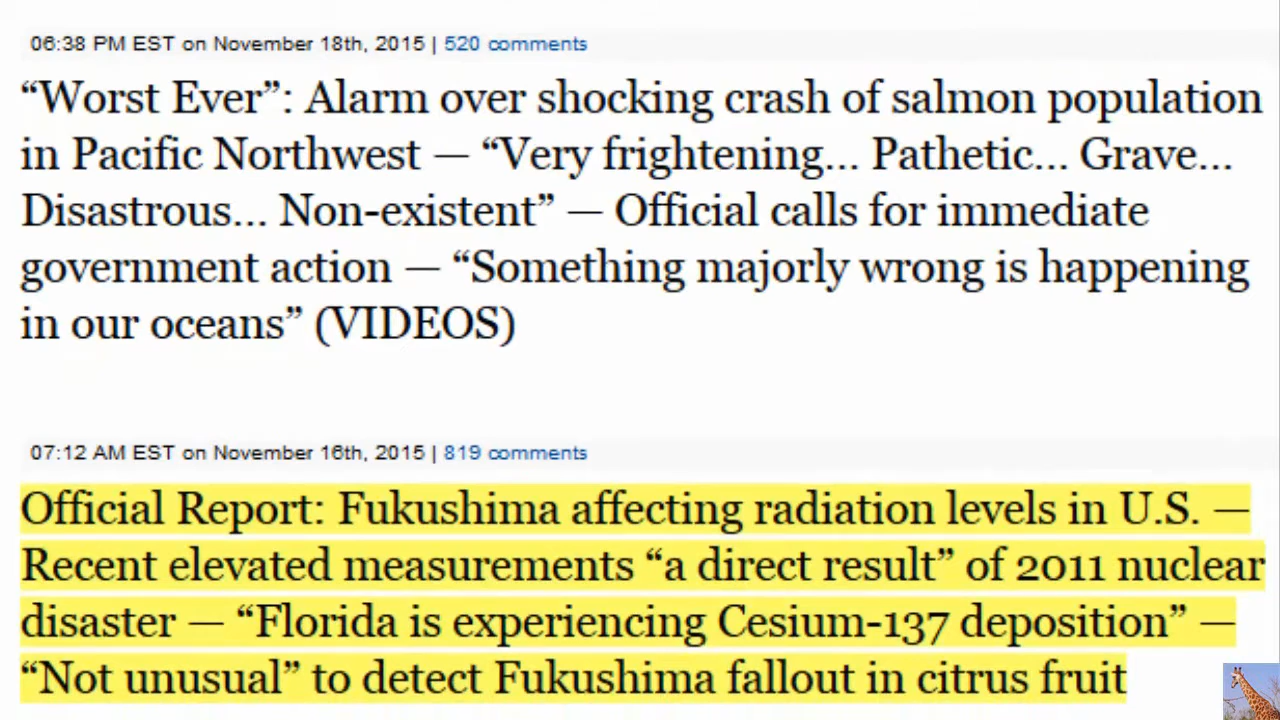 06:38 PM EST on November 18th, 2015 | 520 comments
“Worst Ever”: Alarm over shocking crash of salmon population
in Pacific Northwest — “Very frightening… Pathetic… Grave…
Disastrous… Non-existent” — Official calls for immediate
government action — “Something majorly wrong is happening
in our oceans” (VIDEOS)
07:12 AM EST on November 16th, 2015 | 819 comments
Official Report: Fukushima affecting radiation levels in U.S. —
Recent elevated measurements “a direct result” of 2011 nuclear
disaster — “Florida is experiencing Cesium-137 deposition” —
“Not unusual” to detect Fukushima fallout in citrus fruit